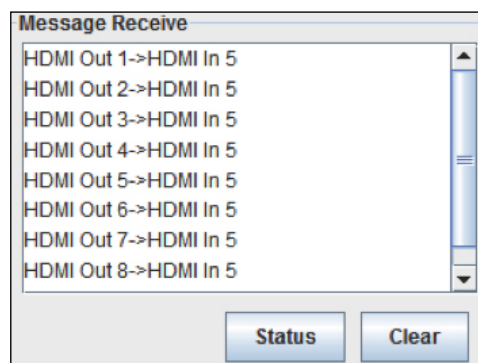 Message Receive
HDMI Out 1->HDMI In 5
HDMI Out 2->HDMI In 5
HDMI Out 3->HDMI In 5
HDMI Out 4->HDMI In 5
HDMI Out 5->HDMI In 5
HDMI Out 6->HDMI In 5
HDMI Out 7->HDMI In 5
HDMI Out 8->HDMI In 5
Status Clear